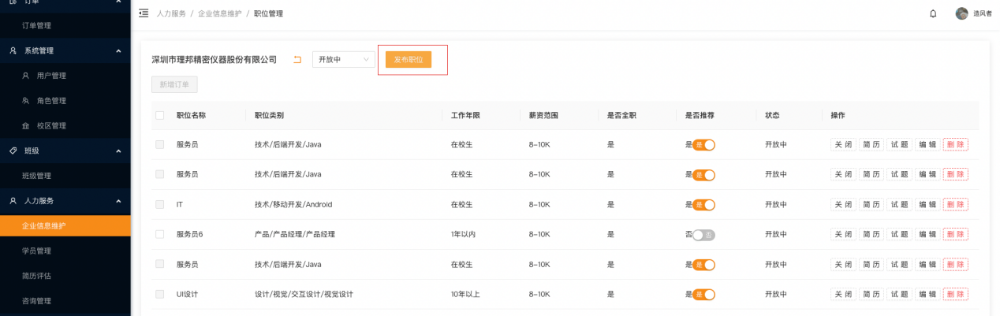 订单
订单管理
系统管理
用户管理
角色管理
校区管理
班级
班级管理
人力服务
企业信息维护
学员管理
简历评估
咨询管理
人力服务 / 企业信息维护 / 职位管理
造风者
深圳市理邦精密仪器股份有限公司 开放中 发布职位
新增订单
职位名称 职位类别 工作年限 薪资范围 是否全职 是否推荐 状态 操作
服务员 技术/后端开发/Java 在校生 8-10K 是 是 是 开放中 关闭 简历 试题 编辑 删除
服务员 技术/后端开发/Java 在校生 8-10K 是 是 是 开放中 关闭 简历 试题 编辑 删除
IT 技术/移动开发/Android 在校生 8-10K 是 是 是 开放中 关闭 简历 试题 编辑 删除
服务员6 产品/产品经理/产品经理 1年以内 8-10K 是 否 否 开放中 关闭 简历 试题 编辑 删除
服务员 技术/后端开发/Java 在校生 8-10K 是 是 是 开放中 关闭 简历 试题 编辑 删除
UI设计 设计/视觉/交互设计/视觉设计 10年以上 8-10K 是 是 是 开放中 关闭 简历 试题 编辑 删除